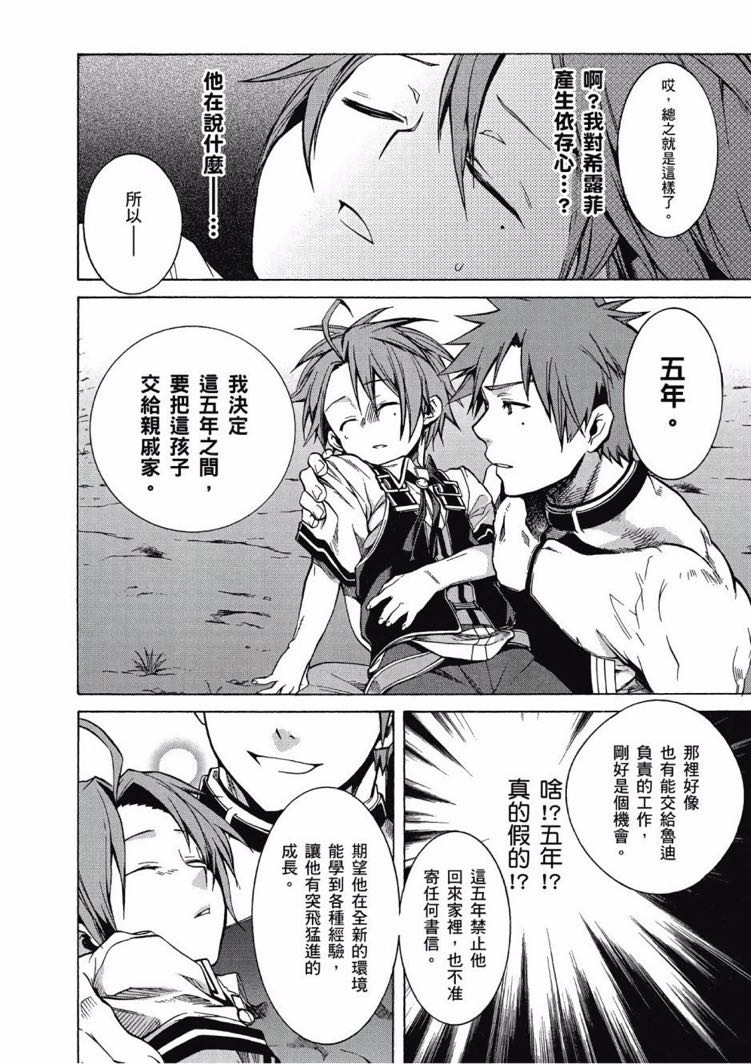 哎，總之就是這樣了。
啊？我對希露菲
產生依存心…？
他在說什麼——…
所以——
五年。
我決定
這五年之間，
要把這孩子
交給親戚家。
那裡好像
也有能交給魯迪
負責的工作，
剛好是個機會。
啥!?五年!?
真的假的!?
這五年禁止他
回來家裡，也不准
寄任何書信。
期望他在全新的環境
能學到各種經驗，
讓他有突飛猛進的
成長。